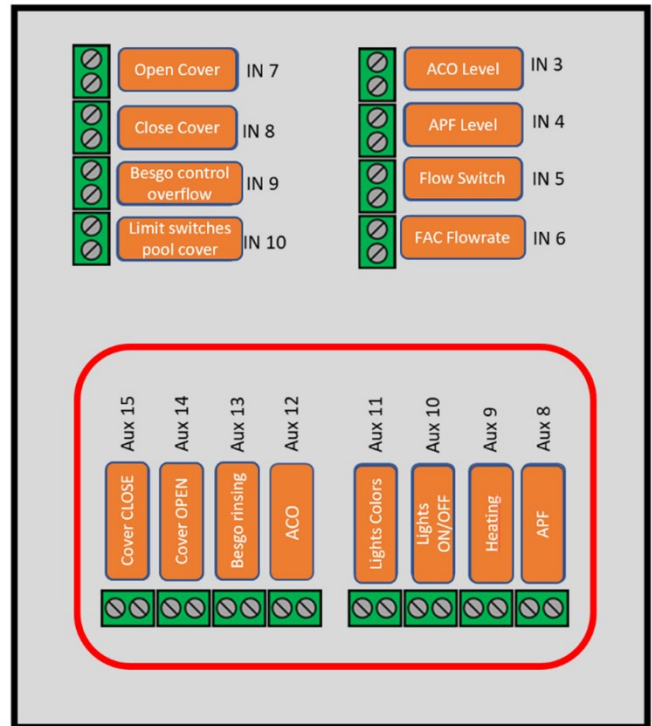 Open Cover IN 7
Close Cover IN 8
Besgo control
overflow IN 9
Limit switches
pool cover IN 10
ACO Level IN 3
APF Level IN 4
Flow Switch IN 5
FAC Flowrate IN 6
Aux 15
Cover CLOSE
Aux 14
Cover OPEN
Aux 13
Besgo rinsing
Aux 12
ACO
Aux 11
Lights Colors
Aux 10
Lights
ON/OFF
Aux 9
Heating
Aux 8
APF